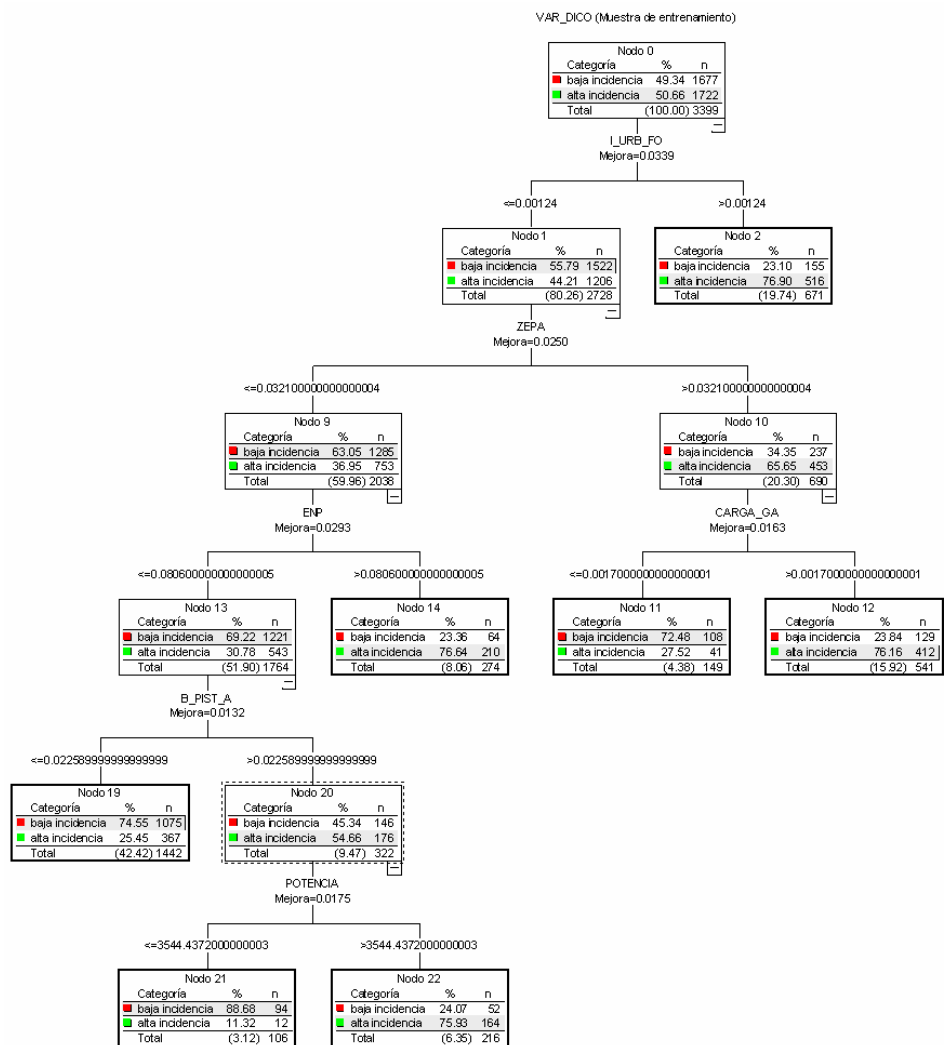 VAR_DICO (Muestra de entrenamiento)
Nodo 0
Categoría % n
baja incidencia 49.34 1677
alta incidencia 50.66 1722
Total (100.00) 3399
I_URB_FO
Mejora=0.0339
<=0.00124
>0.00124
Nodo 1
Categoría % n
baja incidencia 55.79 1522
alta incidencia 44.21 1206
Total (80.26) 2728
Nodo 2
Categoría % n
baja incidencia 23.10 155
alta incidencia 76.90 516
Total (19.74) 671
ZEPA
Mejora=0.0250
<=0.032100000000000004
>0.032100000000000004
Nodo 9
Categoría % n
baja incidencia 63.05 1285
alta incidencia 36.95 753
Total (59.96) 2038
Nodo 10
Categoría % n
baja incidencia 34.35 237
alta incidencia 65.65 453
Total (20.30) 690
ENP
Mejora=0.0293
CARGA_GA
Mejora=0.0163
<=0.080600000000000005
>0.080600000000000005
<=0.0017000000000000001
>0.0017000000000000001
Nodo 13
Categoría % n
baja incidencia 69.22 1221
alta incidencia 30.78 543
Total (51.90) 1764
Nodo 14
Categoría % n
baja incidencia 23.36 64
alta incidencia 76.64 210
Total (8.06) 274
Nodo 11
Categoría % n
baja incidencia 72.48 108
alta incidencia 27.52 41
Total (4.38) 149
Nodo 12
Categoría % n
baja incidencia 23.84 129
alta incidencia 76.16 412
Total (15.92) 541
B_PIST_A
Mejora=0.0132
<=0.022589999999999999
>0.022589999999999999
Nodo 19
Categoría % n
baja incidencia 74.55 1075
alta incidencia 25.45 367
Total (42.42) 1442
Nodo 20
Categoría % n
baja incidencia 45.34 146
alta incidencia 54.66 176
Total (9.47) 322
POTENCIA
Mejora=0.0175
<=3544.4372000000003
>3544.4372000000003
Nodo 21
Categoría % n
baja incidencia 88.68 94
alta incidencia 11.32 12
Total (3.12) 106
Nodo 22
Categoría % n
baja incidencia 24.07 52
alta incidencia 75.93 164
Total (6.35) 216